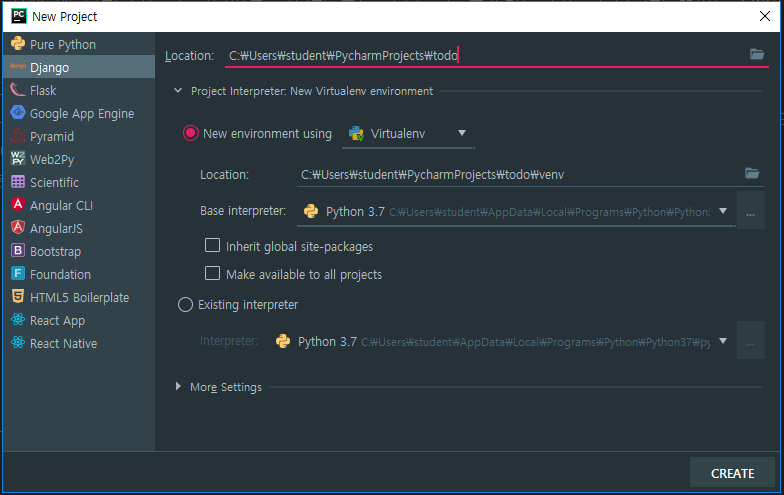 New Project
Pure Python
Django
Flask
Google App Engine
Pyramid
Web2Py
Scientific
Angular CLI
AngularJS
Bootstrap
Foundation
HTML5 Boilerplate
React App
React Native
Location: C:₩Users₩student₩PycharmProjects₩todo
Project Interpreter: New Virtualenv environment
New environment using Virtualenv
Location: C:₩Users₩student₩PycharmProjects₩todo₩venv
Base interpreter: Python 3.7 C:₩Users₩student₩AppData₩Local₩Programs₩Python₩Python3 ...
Inherit global site-packages
Make available to all projects
Existing interpreter
Interpreter: Python 3.7 C:₩Users₩student₩AppData₩Local₩Programs₩Python₩Python37₩py ...
More Settings
CREATE